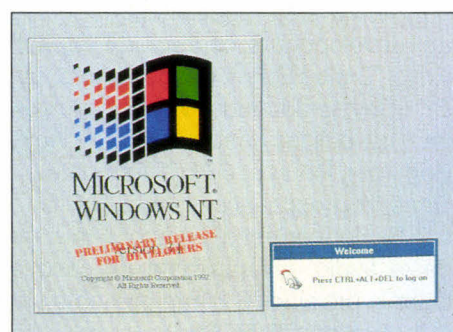 MICROSOFT.
WINDOWS NT™
PRELIMINARY RELEASE
FOR DEVELOPERS
Copyright © Microsoft Corporation 1992
All Rights Reserved.
Welcome
Press CTRL+ALT+DEL to log on